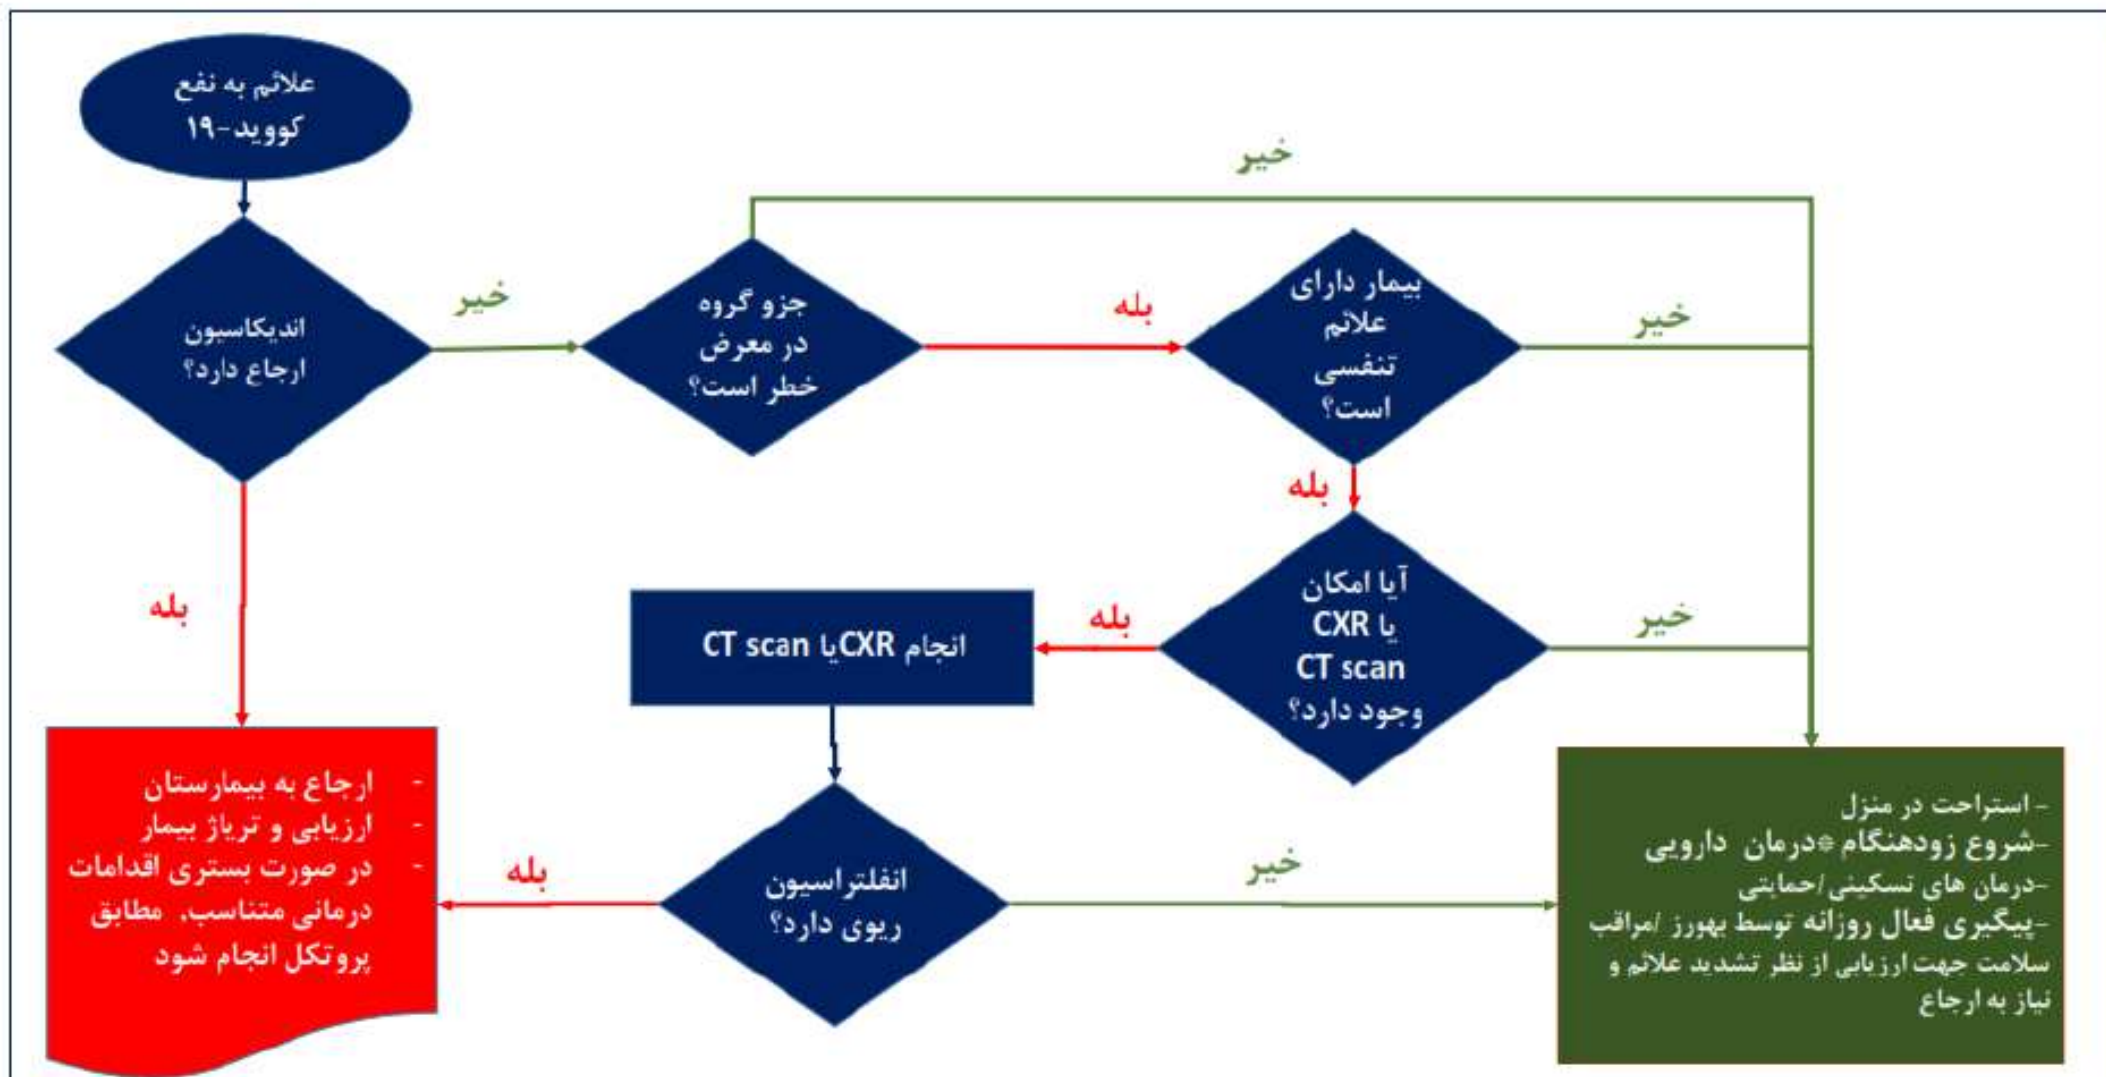 علائم به نفع
کووید-۱۹
اندیکاسیون
ارجاع دارد؟
خیر
جزو گروه
در معرض
خطر است؟
خیر
بله
بیمار دارای
علائم
تنفسی
است؟
خیر
بله
آیا امکان
CXR یا
CT scan
وجود دارد؟
خیر
بله
انجام CXRیا CT scan
انفلتراسیون
ریوی دارد؟
بله
خیر
بله
- ارجاع به بیمارستان
- ارزیابی و تریاژ بیمار
- در صورت بستری اقدامات
درمانی متناسب، مطابق
پروتکل انجام شود
- استراحت در منزل
-شروع زودهنگام *درمان دارویی
-درمان های تسکینی/حمایتی
-پیگیری فعال روزانه توسط بهورز /مراقب
سلامت جهت ارزیابی از نظر تشدید علائم و
نیاز به ارجاع